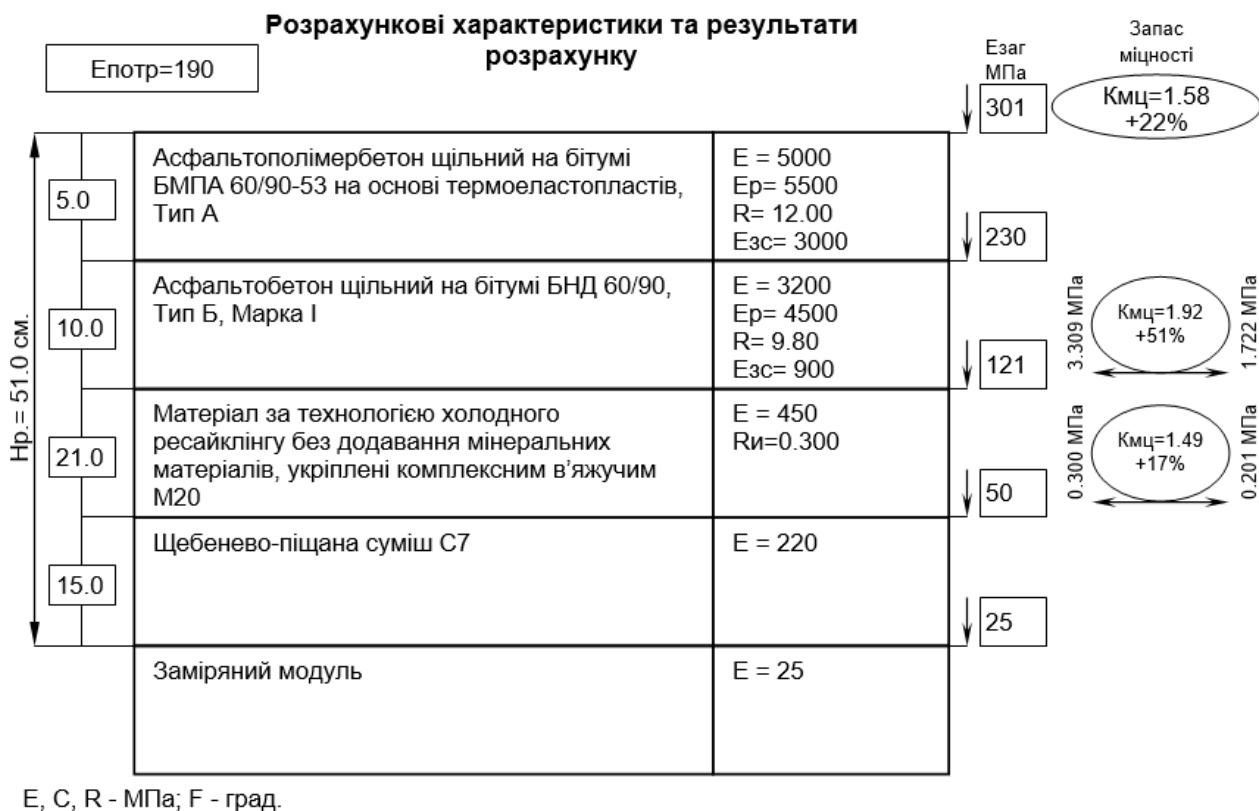 Розрахункові характеристики та результати
розрахунку
Епотр=190
Езаг
МПа
Запас
міцності
301
Кмц=1.58
+22%
Нр.= 51.0 см.
5.0
Асфальтополімербетон щільний на бітумі
БМПА 60/90-53 на основі термоеластопластів,
Тип А
E = 5000
Ep= 5500
R= 12.00
Eзс= 3000
230
10.0
Асфальтобетон щільний на бітумі БНД 60/90,
Тип Б, Марка I
E = 3200
Ep= 4500
R= 9.80
Eзс= 900
121
3.309 МПа
Кмц=1.92
+51%
1.722 МПа
21.0
Матеріал за технологією холодного
ресайклінгу без додавання мінеральних
матеріалів, укріплені комплексним в’яжучим
М20
E = 450
Rи=0.300
50
0.300 МПа
Кмц=1.49
+17%
0.201 МПа
15.0
Щебенево-піщана суміш С7
E = 220
25
Заміряний модуль
E = 25
E, C, R - МПа; F - град.